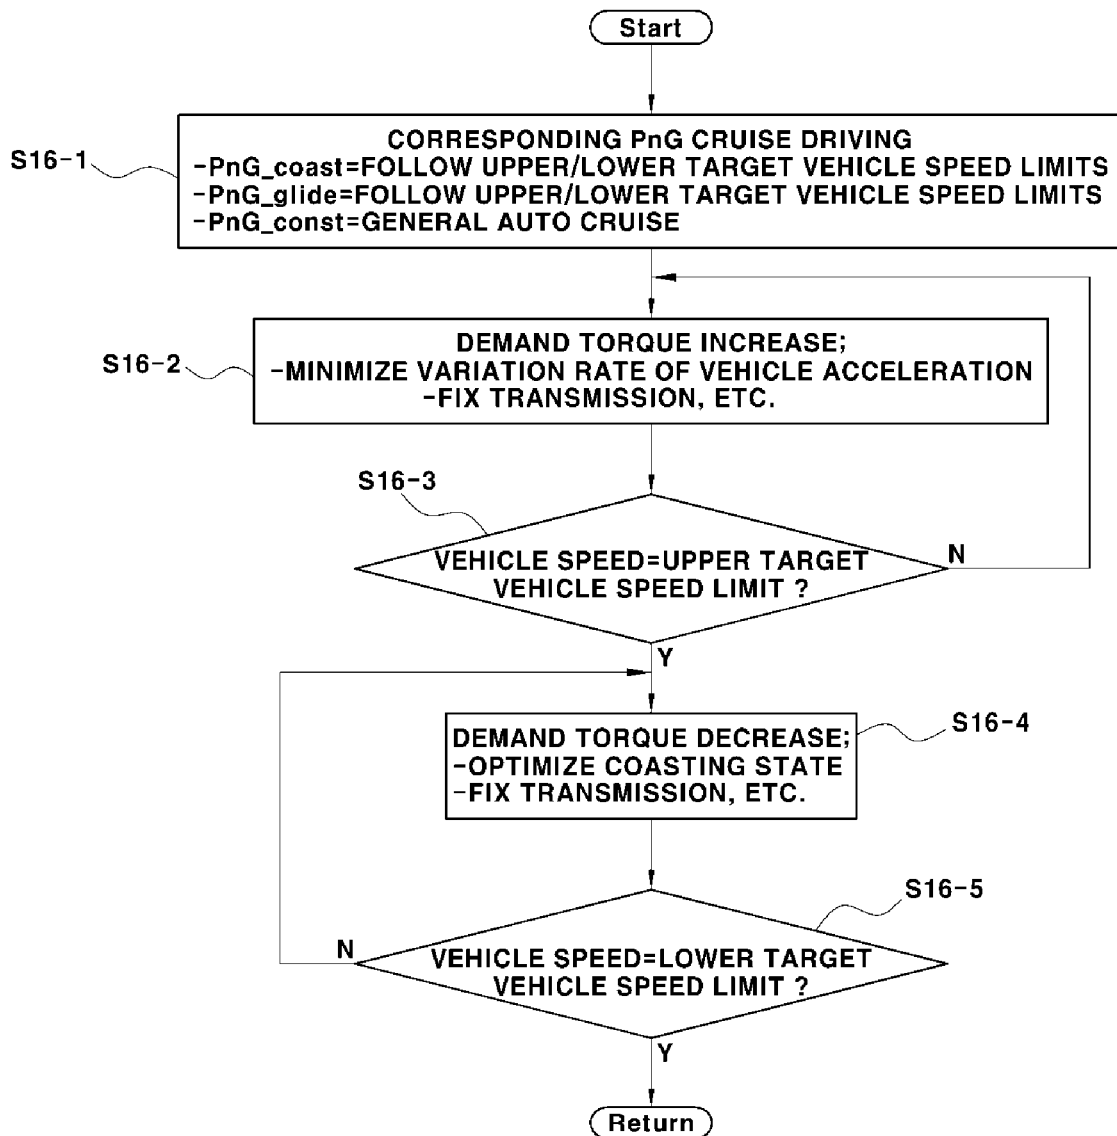 Start
S16-1
CORRESPONDING PnG CRUISE DRIVING
-PnG_coast=FOLLOW UPPER/LOWER TARGET VEHICLE SPEED LIMITS
-PnG_glide=FOLLOW UPPER/LOWER TARGET VEHICLE SPEED LIMITS
-PnG_const=GENERAL AUTO CRUISE
S16-2
DEMAND TORQUE INCREASE;
-MINIMIZE VARIATION RATE OF VEHICLE ACCELERATION
-FIX TRANSMISSION, ETC.
S16-3
VEHICLE SPEED=UPPER TARGET
VEHICLE SPEED LIMIT ?
N
Y
S16-4
DEMAND TORQUE DECREASE;
-OPTIMIZE COASTING STATE
-FIX TRANSMISSION, ETC.
S16-5
N
VEHICLE SPEED=LOWER TARGET
VEHICLE SPEED LIMIT ?
Y
Return